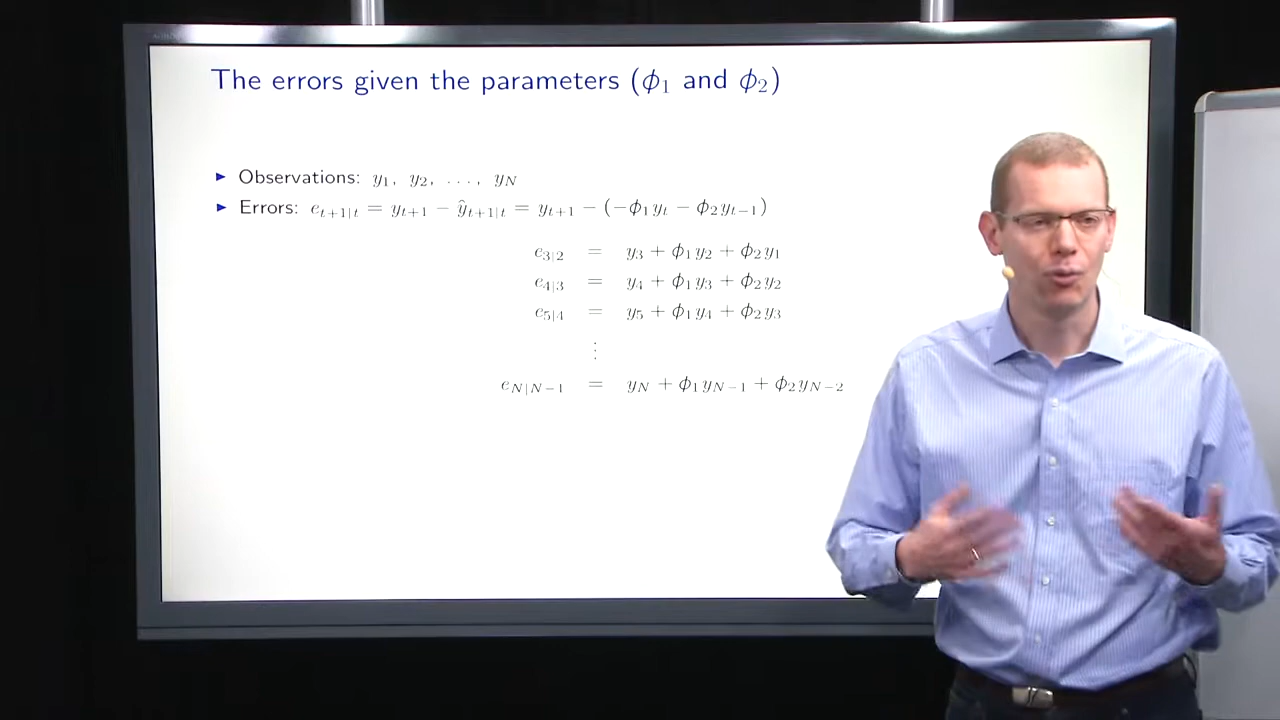 The errors given the parameters (ϕ₁ and ϕ₂)
▶ Observations: y₁, y₂, ..., y_N
▶ Errors: e_{t+1|t} = y_{t+1} − ŷ_{t+1|t} = y_{t+1} − (−ϕ₁y_t − ϕ₂y_{t−1})
e_{3|2} = y₃ + ϕ₁y₂ + ϕ₂y₁
e_{4|3} = y₄ + ϕ₁y₃ + ϕ₂y₂
e_{5|4} = y₅ + ϕ₁y₄ + ϕ₂y₃
⋮
e_{N|N−1} = y_N + ϕ₁y_{N−1} + ϕ₂y_{N−2}